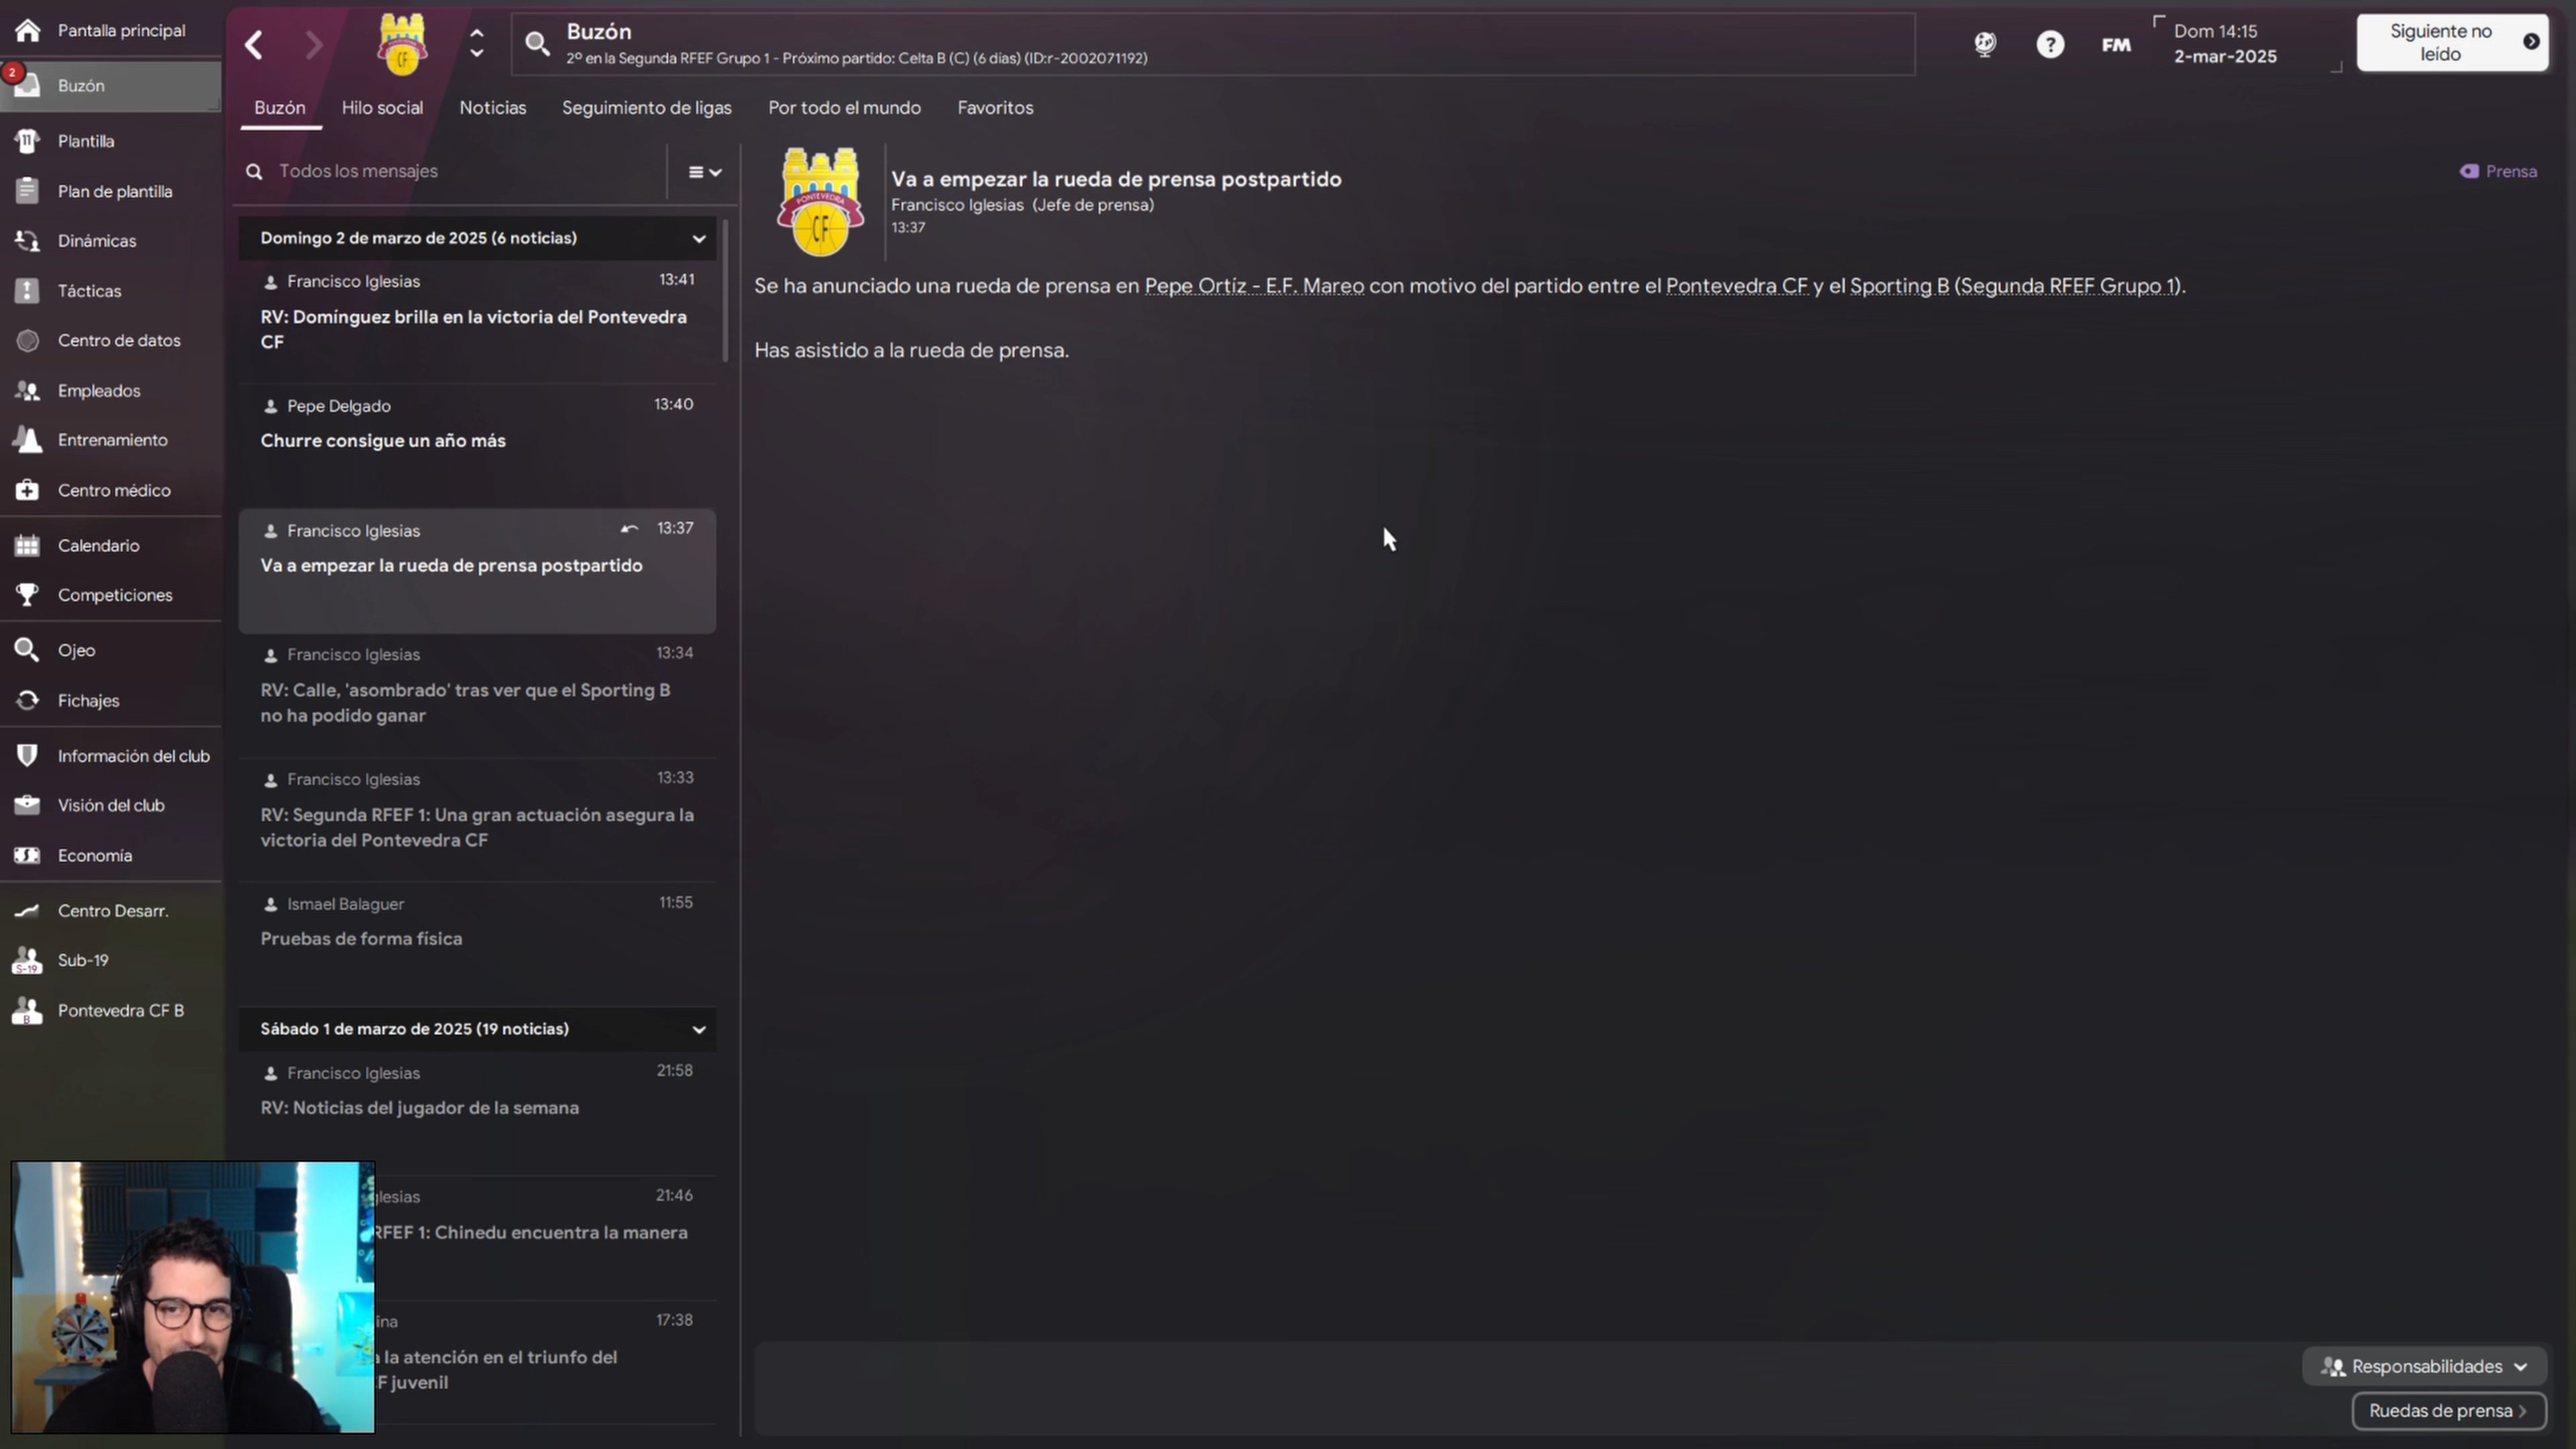 Pantalla principal
2
Buzón
Plantilla
Plan de plantilla
Dinámicas
Tácticas
Centro de datos
Empleados
Entrenamiento
Centro médico
Calendario
Competiciones
Ojeo
Fichajes
Información del club
Visión del club
Economía
Centro Desarr.
S-19
Sub-19
B
Pontevedra CF B
Buzón
2º en la Segunda RFEF Grupo 1 - Próximo partido: Celta B (C) (6 días) (ID:r-2002071192)
FM
Dom 14:15
2-mar-2025
Siguiente no
leído
Buzón
Hilo social
Noticias
Seguimiento de ligas
Por todo el mundo
Favoritos
Todos los mensajes
Domingo 2 de marzo de 2025 (6 noticias)
Francisco Iglesias 13:41
RV: Domínguez brilla en la victoria del Pontevedra
CF
Pepe Delgado 13:40
Churre consigue un año más
Francisco Iglesias 13:37
Va a empezar la rueda de prensa postpartido
Francisco Iglesias 13:34
RV: Calle, 'asombrado' tras ver que el Sporting B
no ha podido ganar
Francisco Iglesias 13:33
RV: Segunda RFEF 1: Una gran actuación asegura la
victoria del Pontevedra CF
Ismael Balaguer 11:55
Pruebas de forma física
Sábado 1 de marzo de 2025 (19 noticias)
Francisco Iglesias 21:58
RV: Noticias del jugador de la semana
glesias 21:46
RFEF 1: Chinedu encuentra la manera
ina 17:38
la atención en el triunfo del
F juvenil
PONTEVEDRA
CF
Va a empezar la rueda de prensa postpartido
Francisco Iglesias (Jefe de prensa)
13:37
Prensa
Se ha anunciado una rueda de prensa en Pepe Ortíz - E.F. Mareo con motivo del partido entre el Pontevedra CF y el Sporting B (Segunda RFEF Grupo 1).
Has asistido a la rueda de prensa.
Responsabilidades
Ruedas de prensa